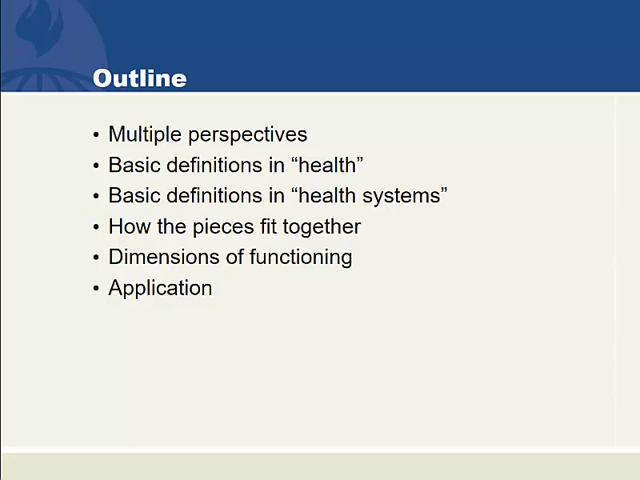 Outline
• Multiple perspectives
• Basic definitions in “health”
• Basic definitions in “health systems”
• How the pieces fit together
• Dimensions of functioning
• Application